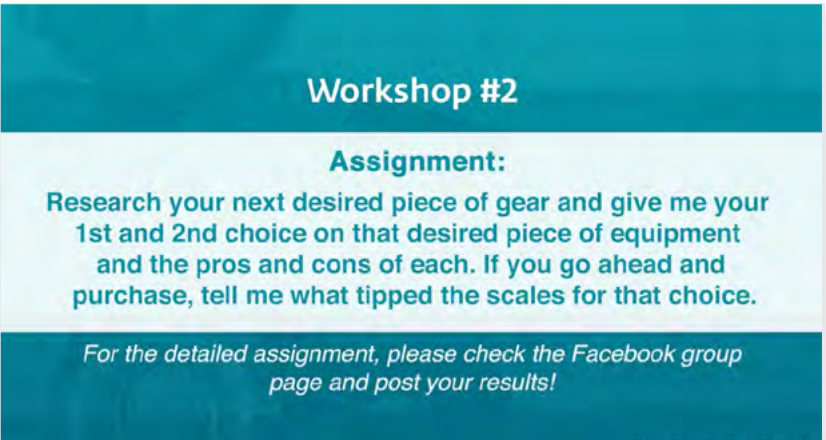 Workshop #2
Assignment:
Research your next desired piece of gear and give me your
1st and 2nd choice on that desired piece of equipment
and the pros and cons of each. If you go ahead and
purchase, tell me what tipped the scales for that choice.
For the detailed assignment, please check the Facebook group
page and post your results!